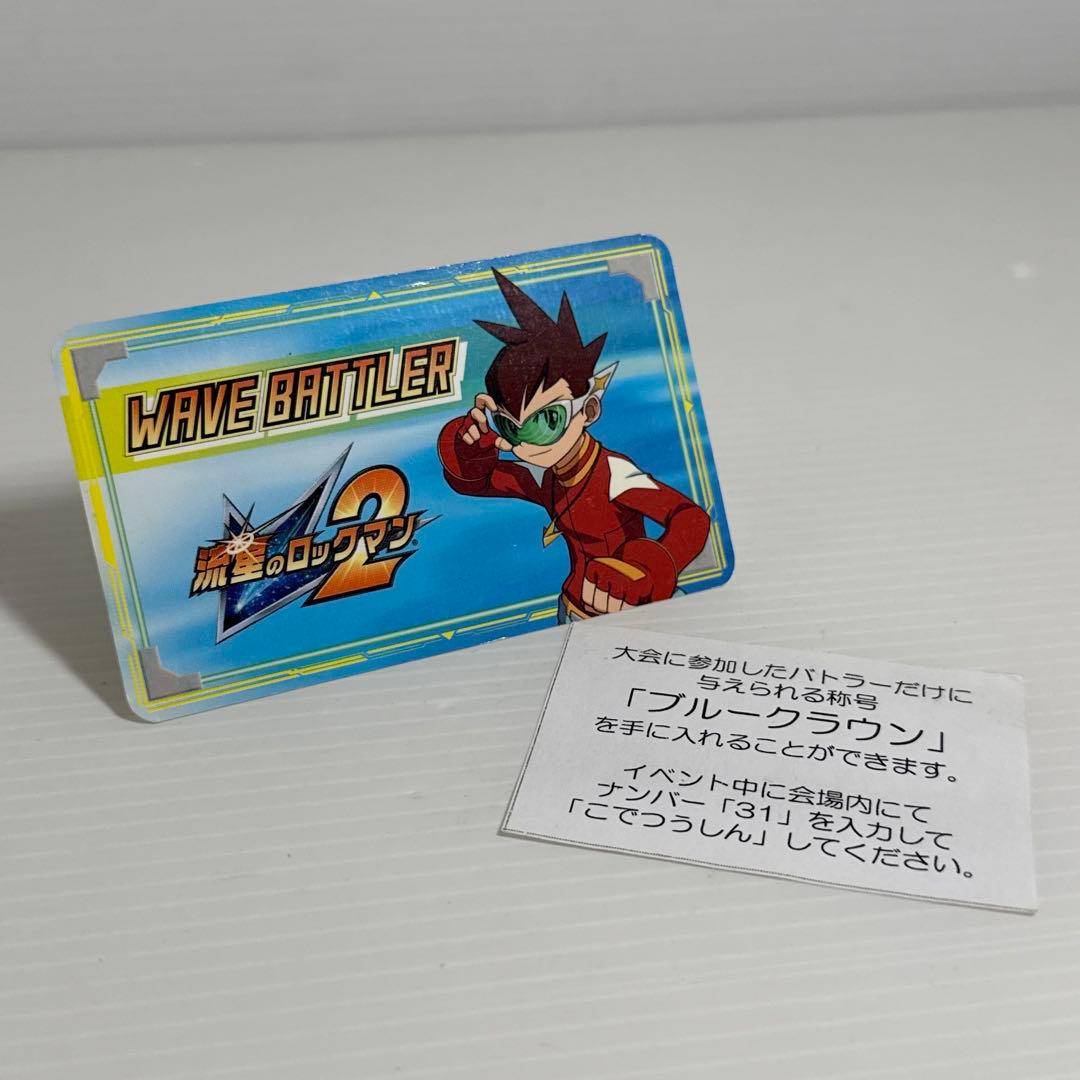 WAVE BATTLER
流星のロックマン2
大会に参加したバトラーだけに
与えられる称号
「ブルークラウン」
を手に入れることができます。
イベント中に会場内にて
ナンバー「31」を入力して
「こでつうしん」してください。